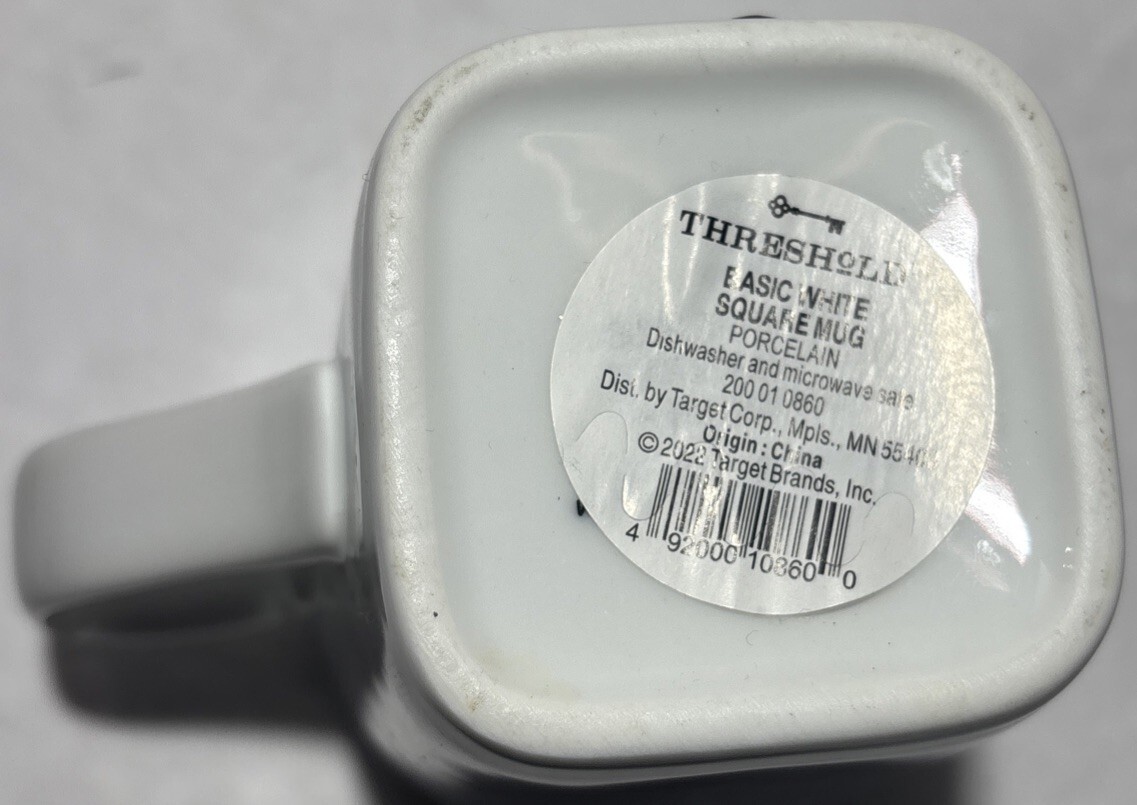 THRESHOLD
BASIC WHITE
SQUARE MUG
PORCELAIN
Dishwasher and microwave safe
200 01 0860
Dist. by Target Corp., Mpls., MN
Origin : China
©2022 Target Brands, Inc.
4 92000 10860 0